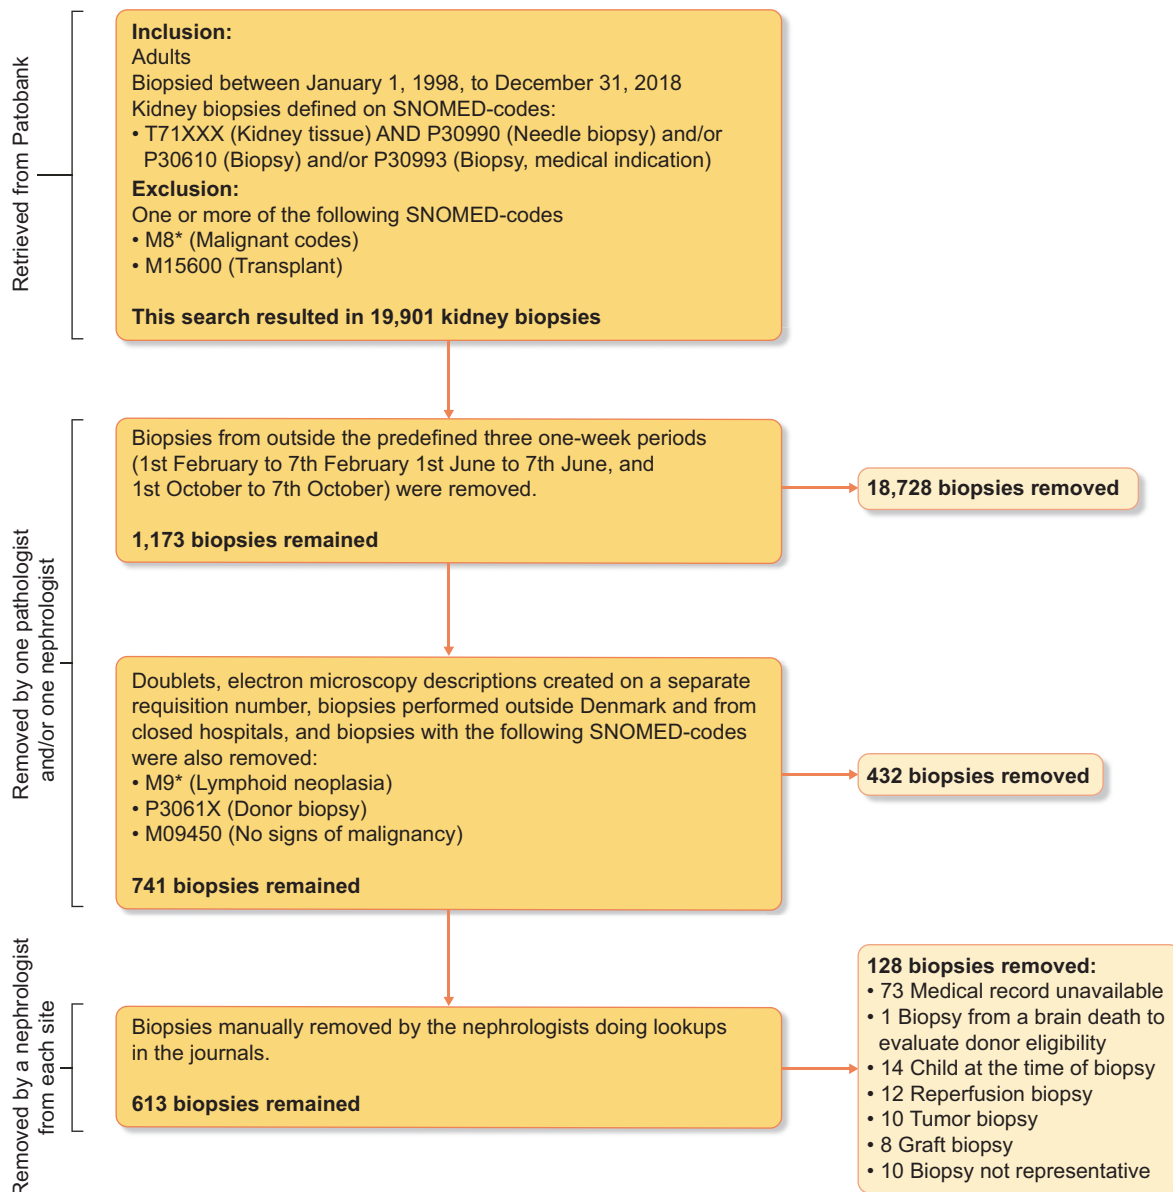 Retrieved from Patobank
Inclusion:
Adults
Biopsied between January 1, 1998, to December 31, 2018
Kidney biopsies defined on SNOMED-codes:
• T71XXX (Kidney tissue) AND P30990 (Needle biopsy) and/or
P30610 (Biopsy) and/or P30993 (Biopsy, medical indication)
Exclusion:
One or more of the following SNOMED-codes
• M8* (Malignant codes)
• M15600 (Transplant)
This search resulted in 19,901 kidney biopsies
Removed by one pathologist
and/or one nephrologist
Biopsies from outside the predefined three one-week periods
(1st February to 7th February 1st June to 7th June, and
1st October to 7th October) were removed.
1,173 biopsies remained
18,728 biopsies removed
Doublets, electron microscopy descriptions created on a separate
requisition number, biopsies performed outside Denmark and from
closed hospitals, and biopsies with the following SNOMED-codes
were also removed:
• M9* (Lymphoid neoplasia)
• P3061X (Donor biopsy)
• M09450 (No signs of malignancy)
741 biopsies remained
432 biopsies removed
Removed by a nephrologist
from each site
Biopsies manually removed by the nephrologists doing lookups
in the journals.
613 biopsies remained
128 biopsies removed:
• 73 Medical record unavailable
• 1 Biopsy from a brain death to
evaluate donor eligibility
• 14 Child at the time of biopsy
• 12 Reperfusion biopsy
• 10 Tumor biopsy
• 8 Graft biopsy
• 10 Biopsy not representative